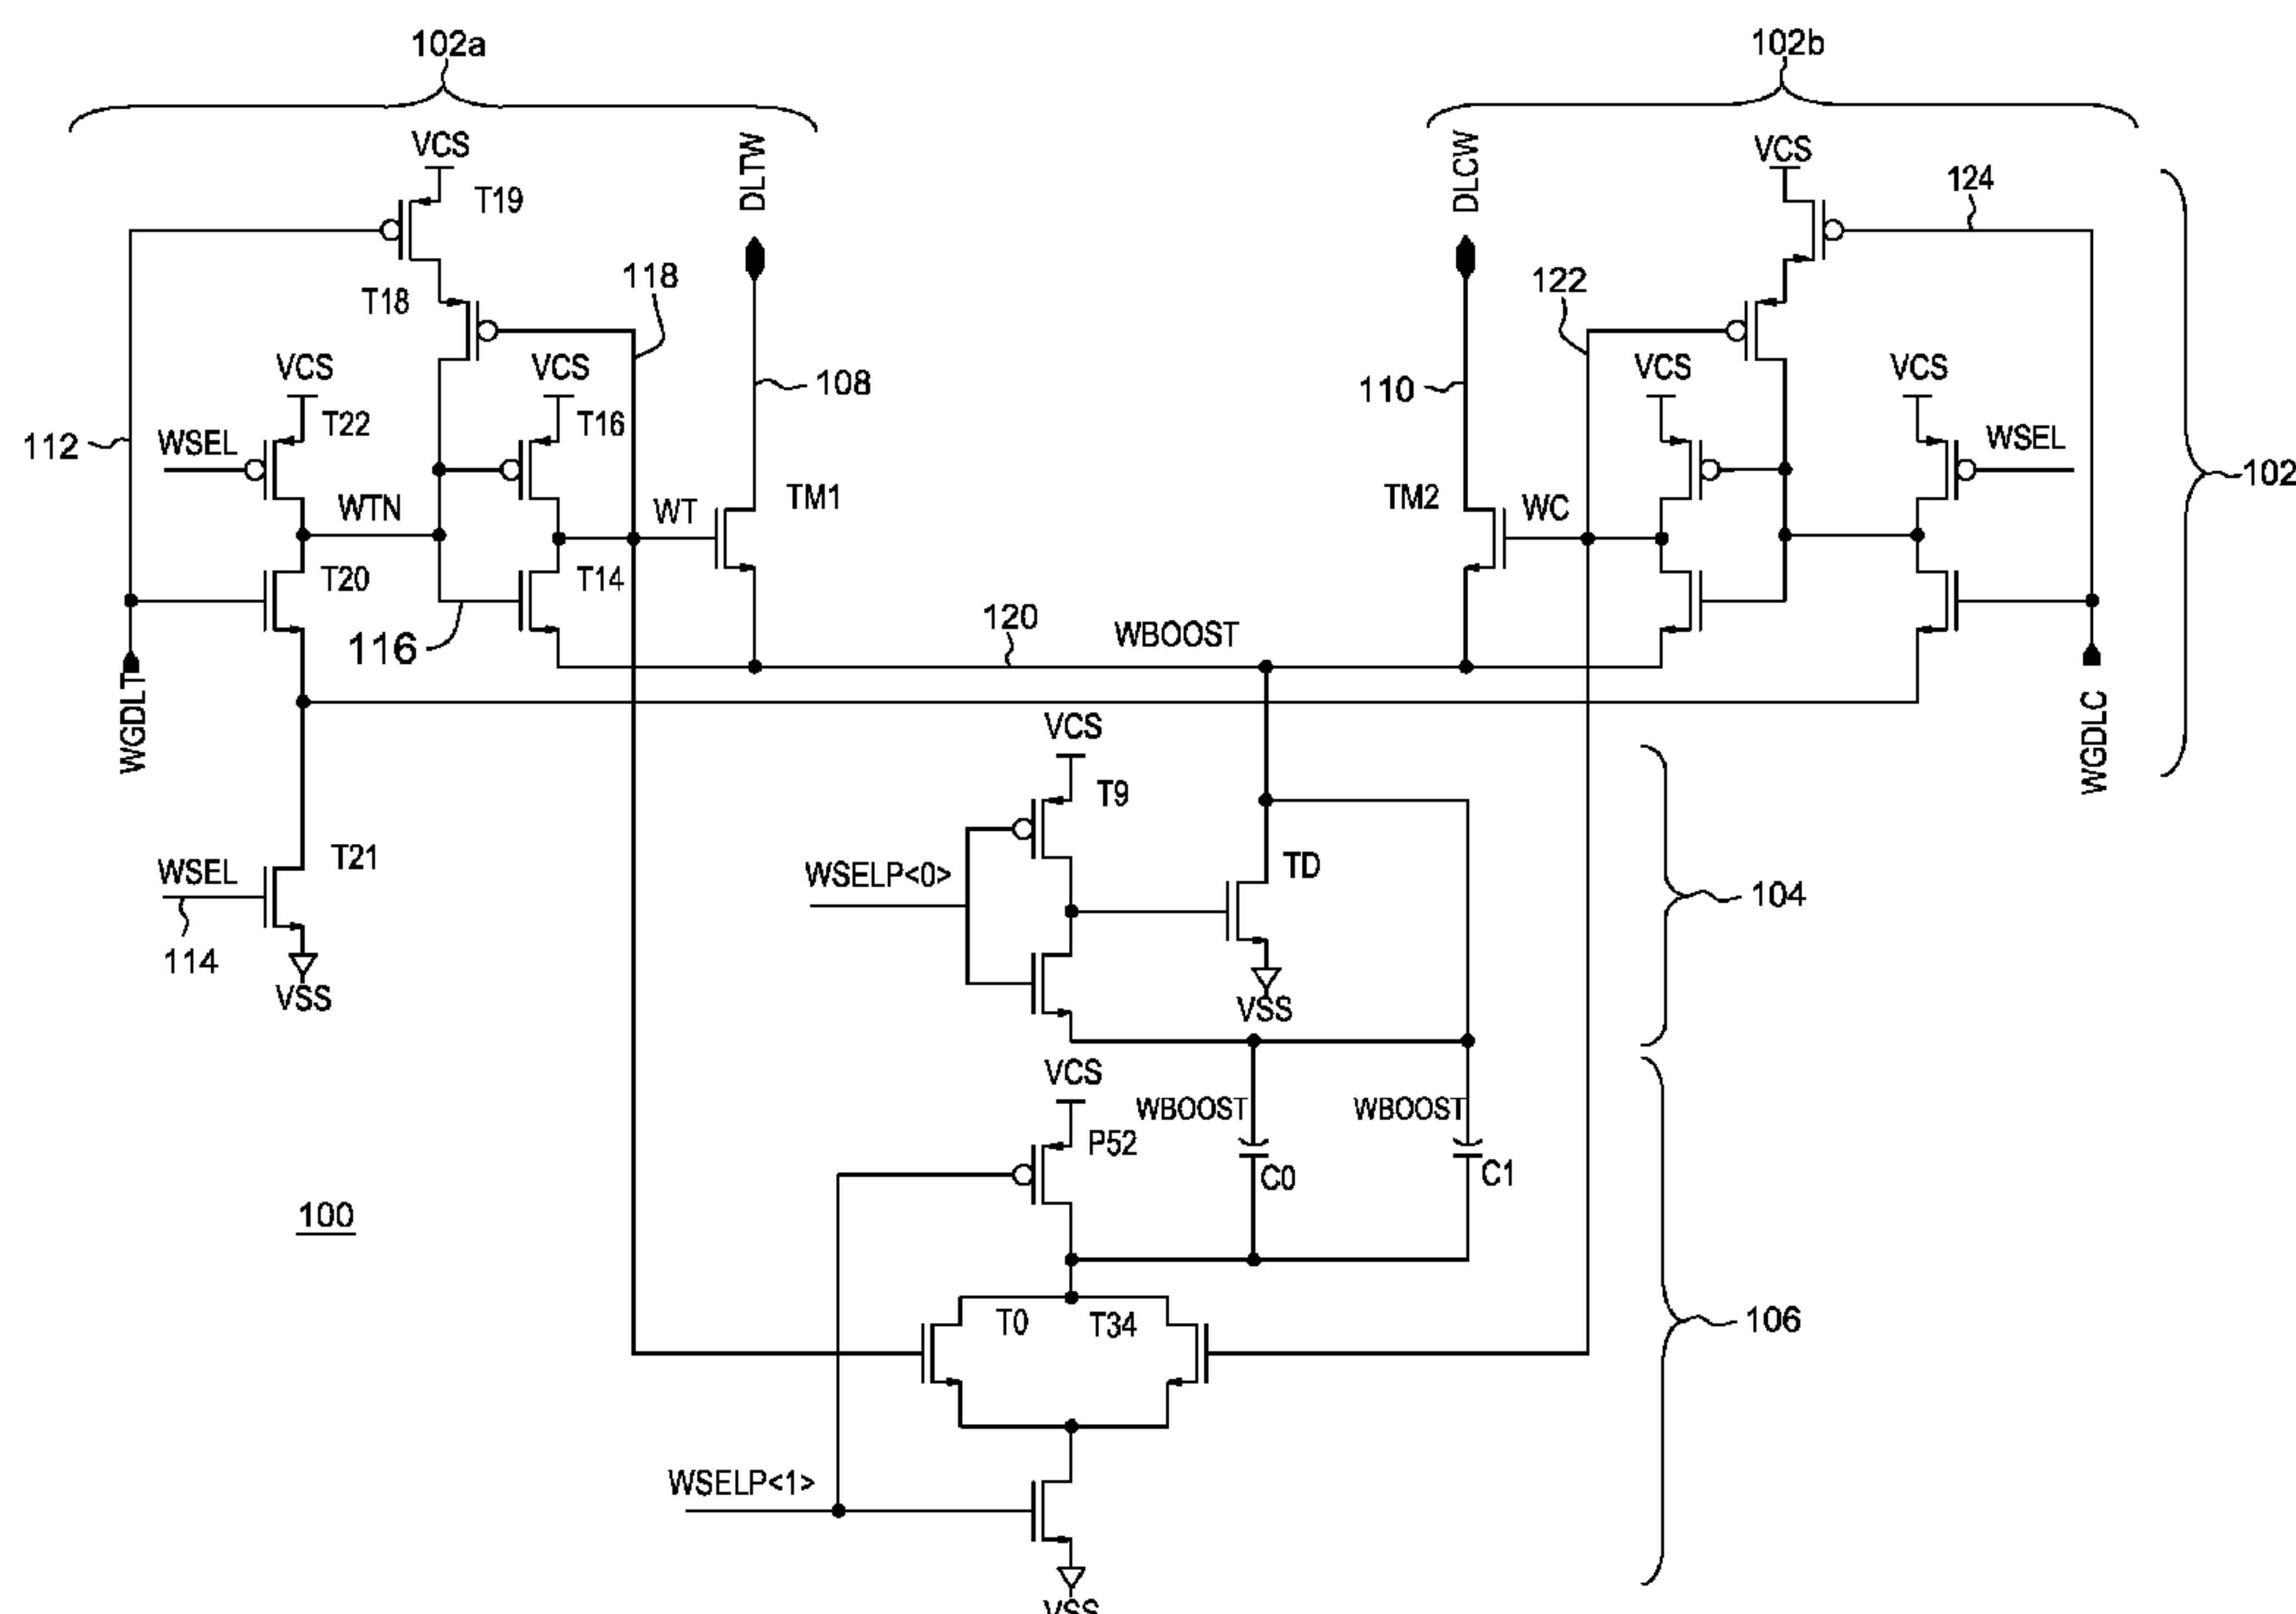 102a
102b
VCS
DLTW
DLCW
VCS
T19
124
T18
118
122
VCS
VCS
108
110
VCS
VCS
T22
T16
112
WSEL
WSEL
102
WTN
WT
TM1
TM2
WC
T20
T14
116
120
WBOOST
WGDLT
WGDLC
VCS
T9
WSEL
T21
WSELP<0>
TD
104
114
VSS
VSS
VCS
WBOOST
WBOOST
P52
C0
C1
100
T0
T34
106
WSELP<1>
VSS